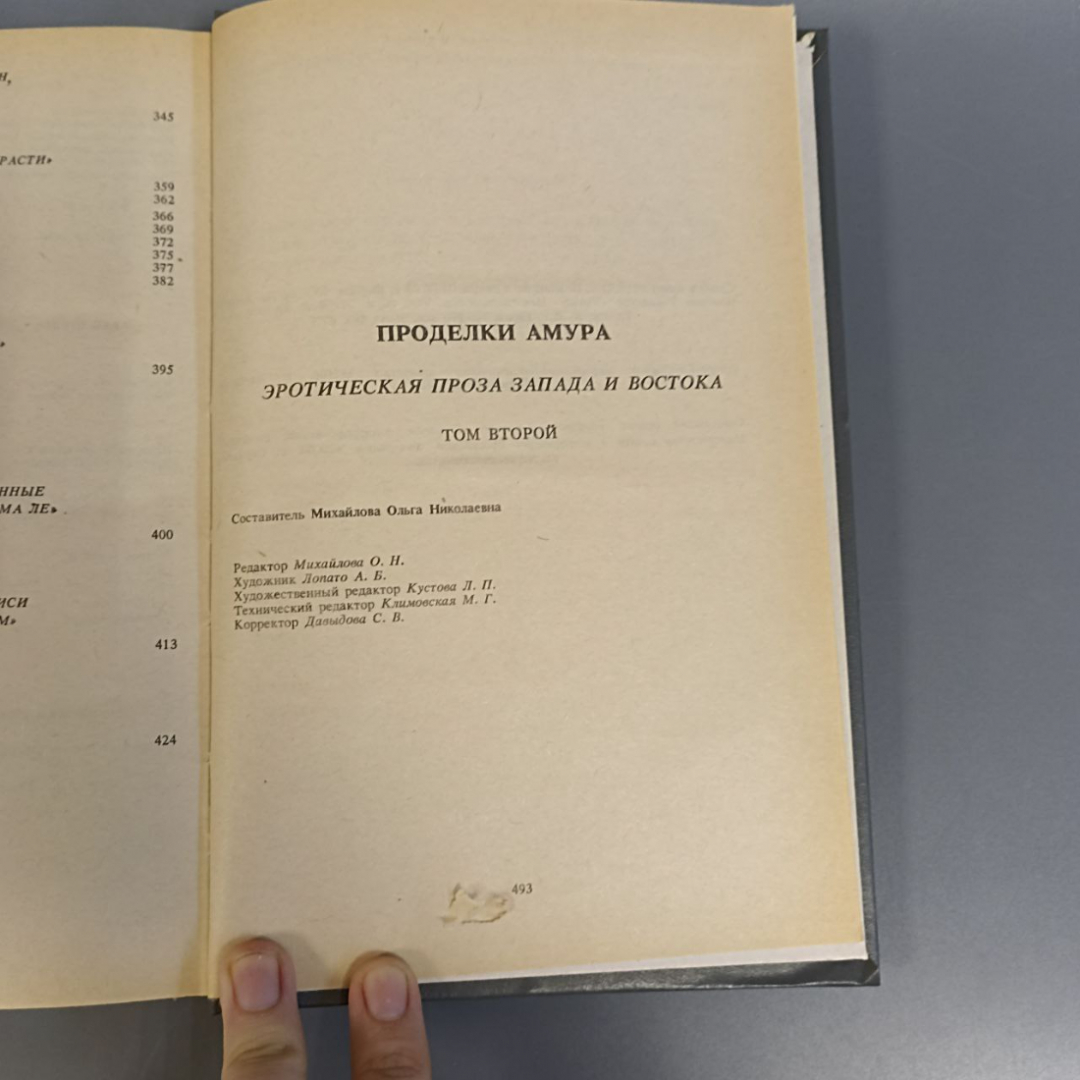 345
РАСТИ»
359
362
366
369
372
375
377
382
395
ННЫЕ
МА ЛЕ»
400
ИСИ
М»
413
424
ПРОДЕЛКИ АМУРА
ЭРОТИЧЕСКАЯ ПРОЗА ЗАПАДА И ВОСТОКА
ТОМ ВТОРОЙ
Составитель Михайлова Ольга Николаевна
Редактор Михайлова О. Н.
Художник Лопато А. Б.
Художественный редактор Кустова Л. П.
Технический редактор Климовская М. Г.
Корректор Давыдова С. В.
493